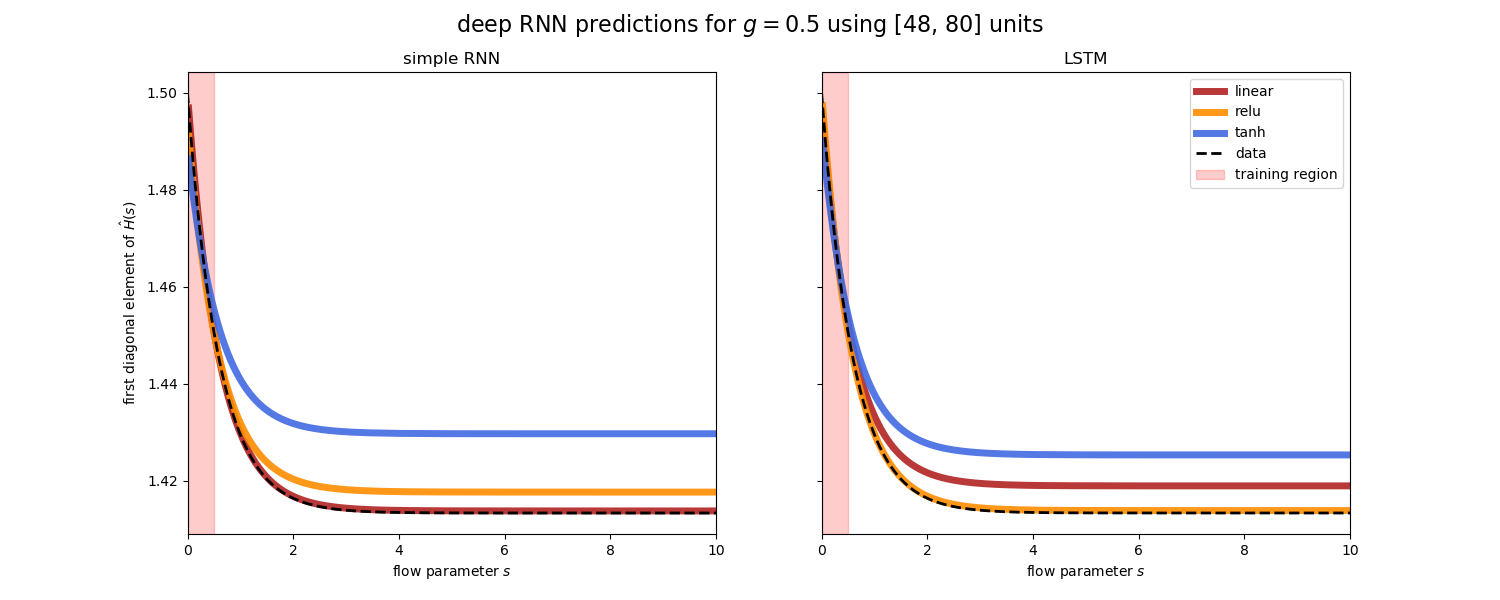 deep RNN predictions for g = 0.5 using [48, 80] units
simple RNN
first diagonal element of Ĥ(s)
1.50
1.48
1.46
1.44
1.42
0 2 4 6 8 10
flow parameter s
LSTM
linear
relu
tanh
data
training region
0 2 4 6 8 10
flow parameter s